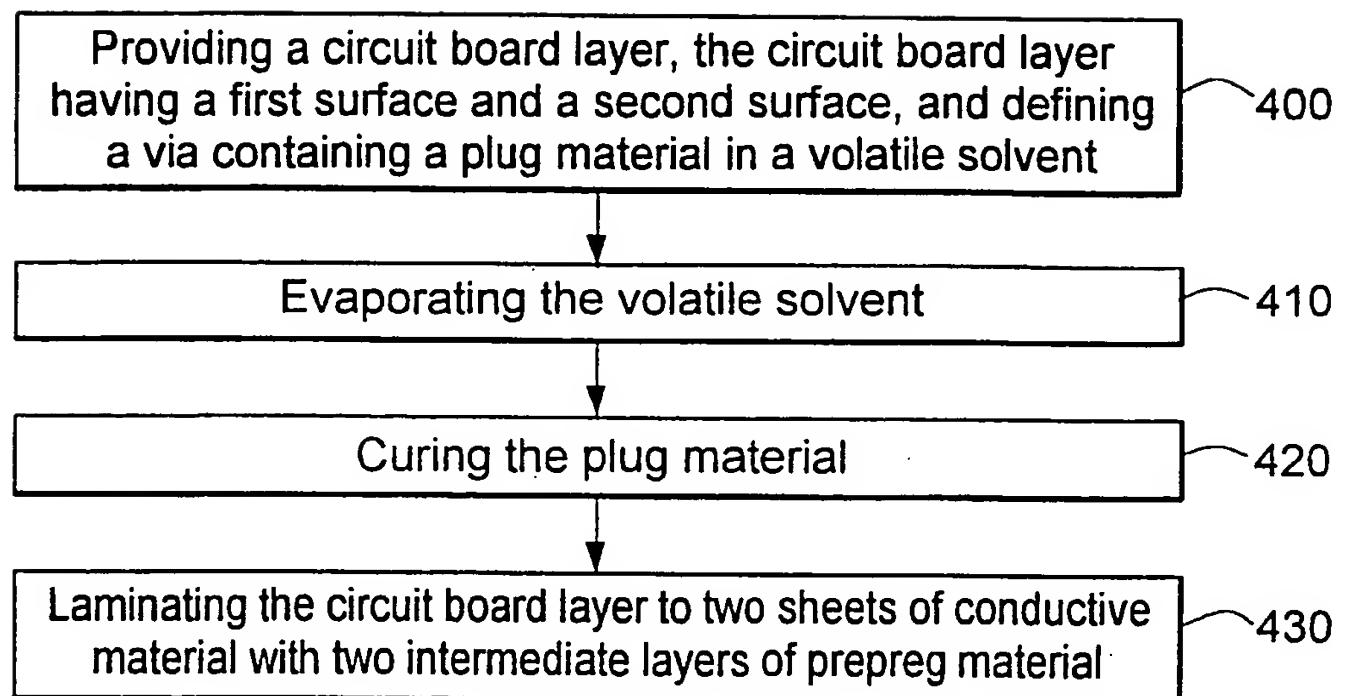 Providing a circuit board layer, the circuit board layer
having a first surface and a second surface, and defining
a via containing a plug material in a volatile solvent
400
Evaporating the volatile solvent
410
Curing the plug material
420
Laminating the circuit board layer to two sheets of conductive
material with two intermediate layers of prepreg material
430